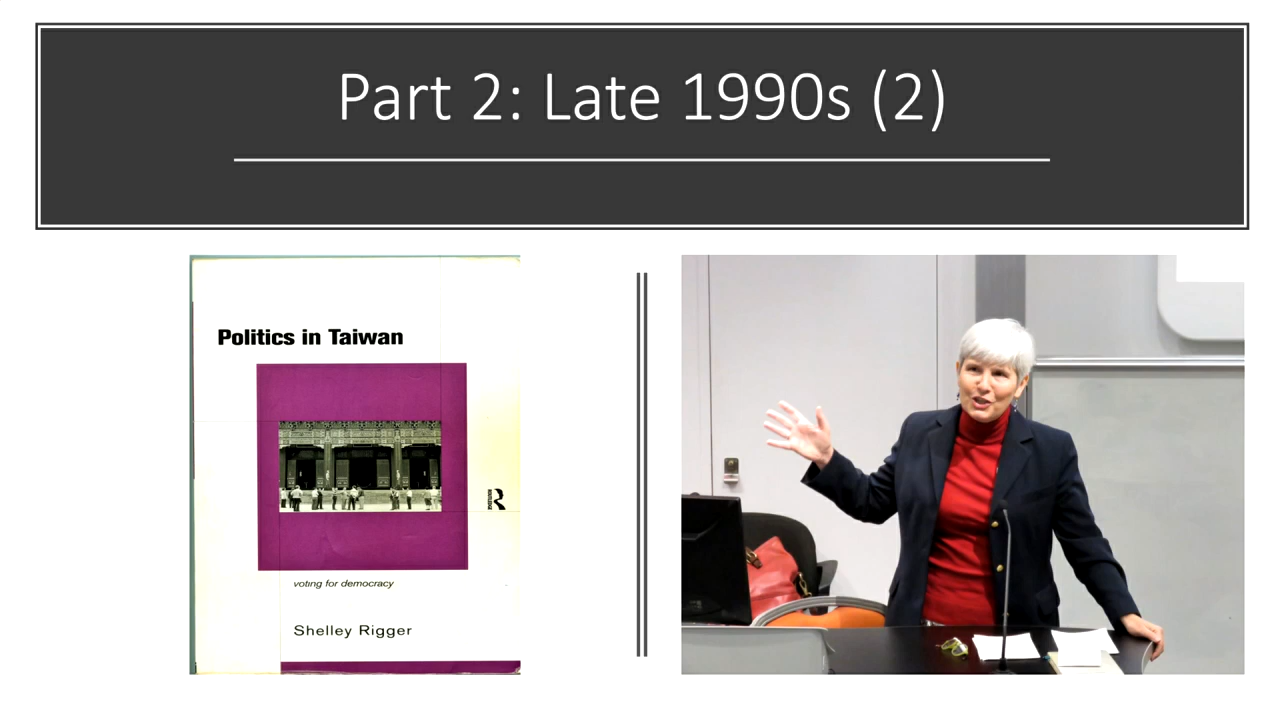 Part 2: Late 1990s (2)
Politics in Taiwan
voting for democracy
Shelley Rigger